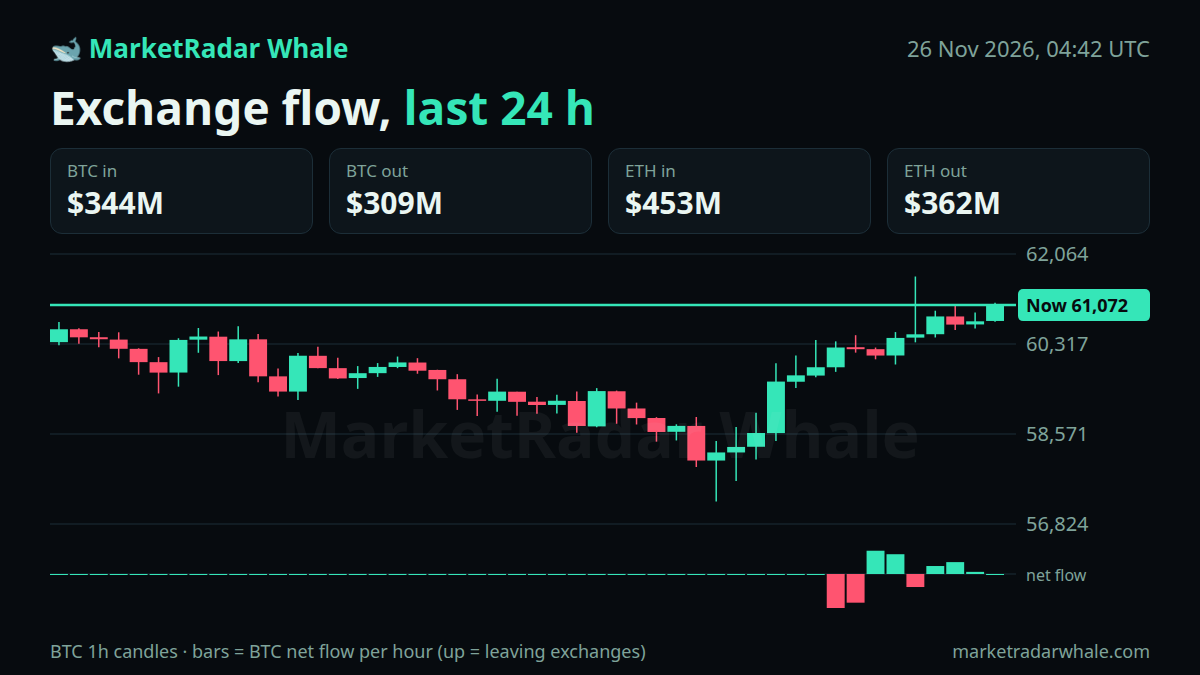 🐋 MarketRadar Whale
26 Nov 2026, 04:42 UTC
Exchange flow, last 24 h
BTC in
$344M
BTC out
$309M
ETH in
$453M
ETH out
$362M
62,064
Now 61,072
60,317
MarketRadar Whale
58,571
56,824
net flow
BTC 1h candles · bars = BTC net flow per hour (up = leaving exchanges)
marketradarwhale.com